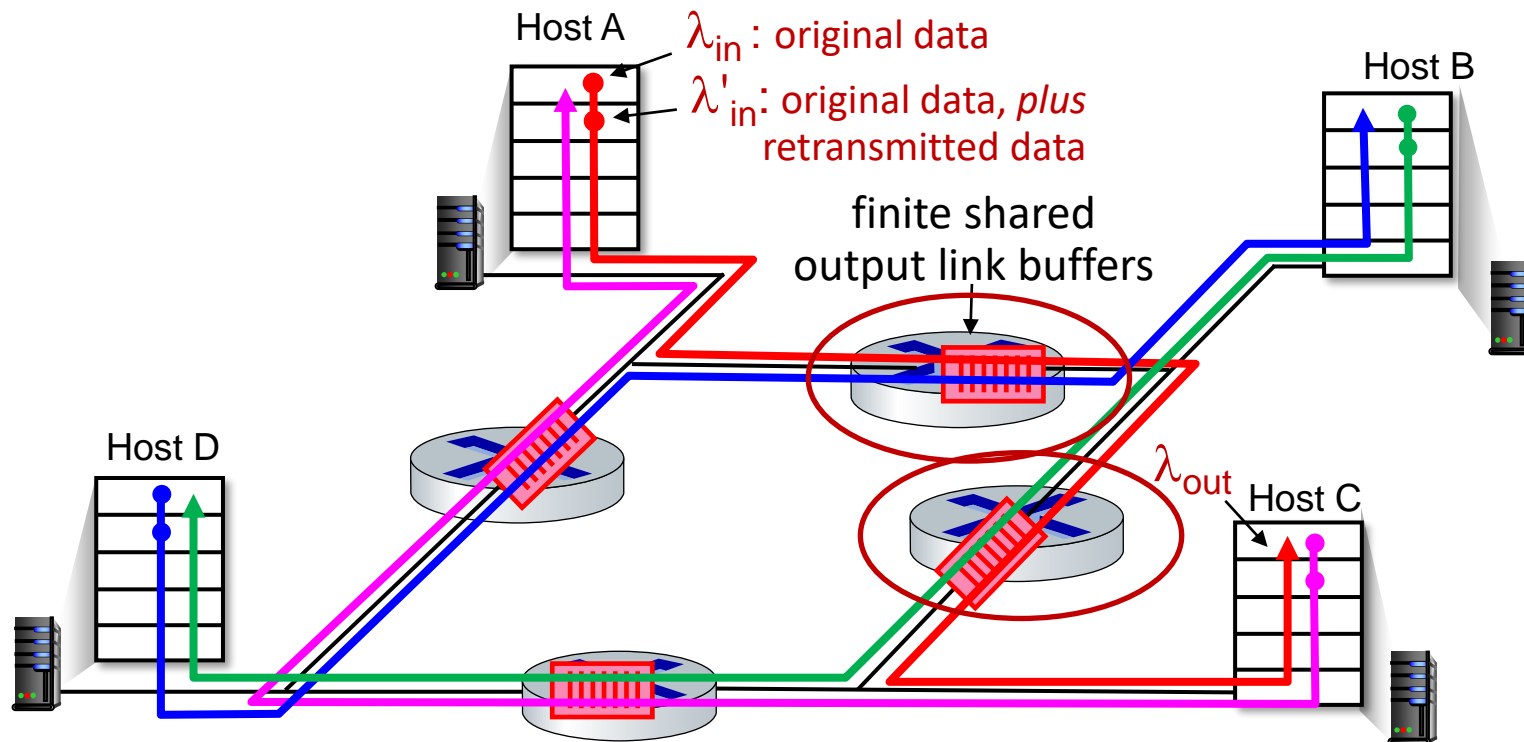 Host A
λin : original data
λ'in: original data, plus
retransmitted data
Host B
finite shared
output link buffers
Host D
λout
Host C